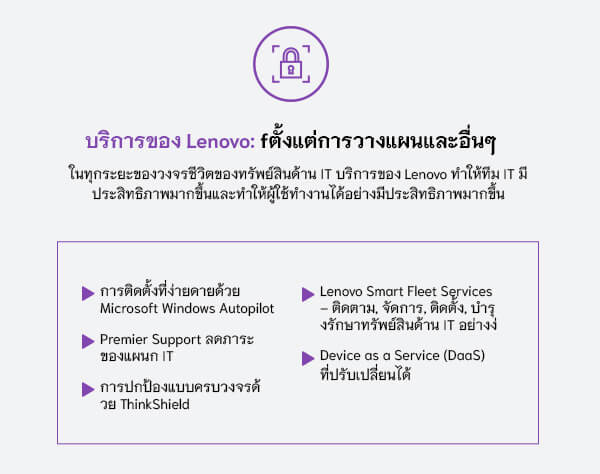 บริการของ Lenovo: fตั้งแต่การวางแผนและอื่นๆ
ในทุกระยะของวงจรชีวิตของทรัพย์สินด้าน IT บริการของ Lenovo ทำให้ทีม IT มี
ประสิทธิภาพมากขึ้นและทำให้ผู้ใช้ทำงานได้อย่างมีประสิทธิภาพมากขึ้น
การติดตั้งที่ง่ายดายด้วย
Microsoft Windows Autopilot
Premier Support ลดภาระ
ของแผนก IT
การปกป้องแบบครบวงจรด้
วย ThinkShield
Lenovo Smart Fleet Services
– ติดตาม, จัดการ, ติดตั้ง, บำรุ
งรักษาทรัพย์สินด้าน IT อย่างง่
Device as a Service (DaaS)
ที่ปรับเปลี่ยนได้